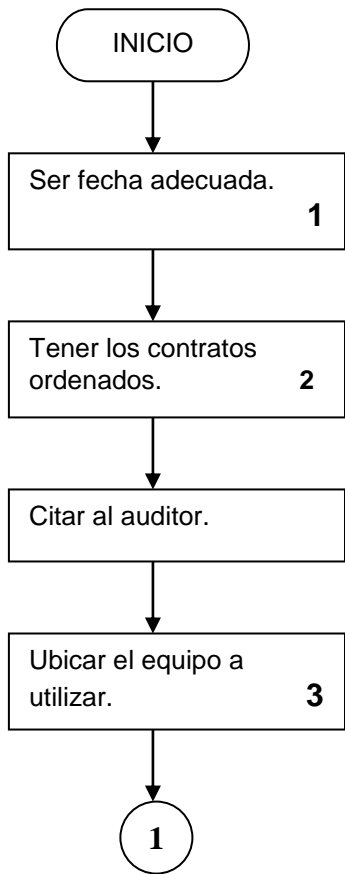 INICIO
Ser fecha adecuada.
1
Tener los contratos
ordenados. 2
Citar al auditor.
Ubicar el equipo a
utilizar. 3
1